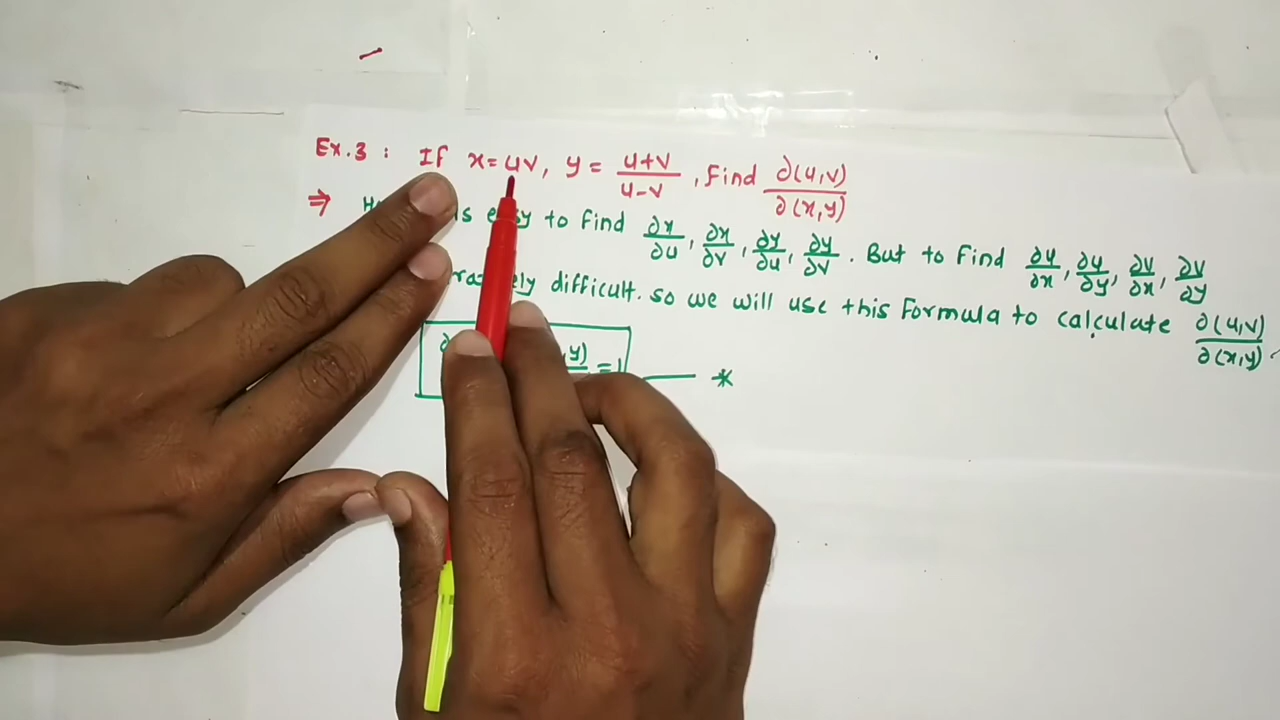 Ex.3 : If x=uv, y = u+v/u-v , find ∂(u,v)/∂(x,y)
⇒ to find ∂x/∂u, ∂x/∂v, ∂y/∂u, ∂y/∂v. But to find ∂u/∂x, ∂u/∂y, ∂v/∂x, ∂v/∂y
difficult. so we will use this Formula to calculate ∂(u,v)/∂(x,y)
=1 — *